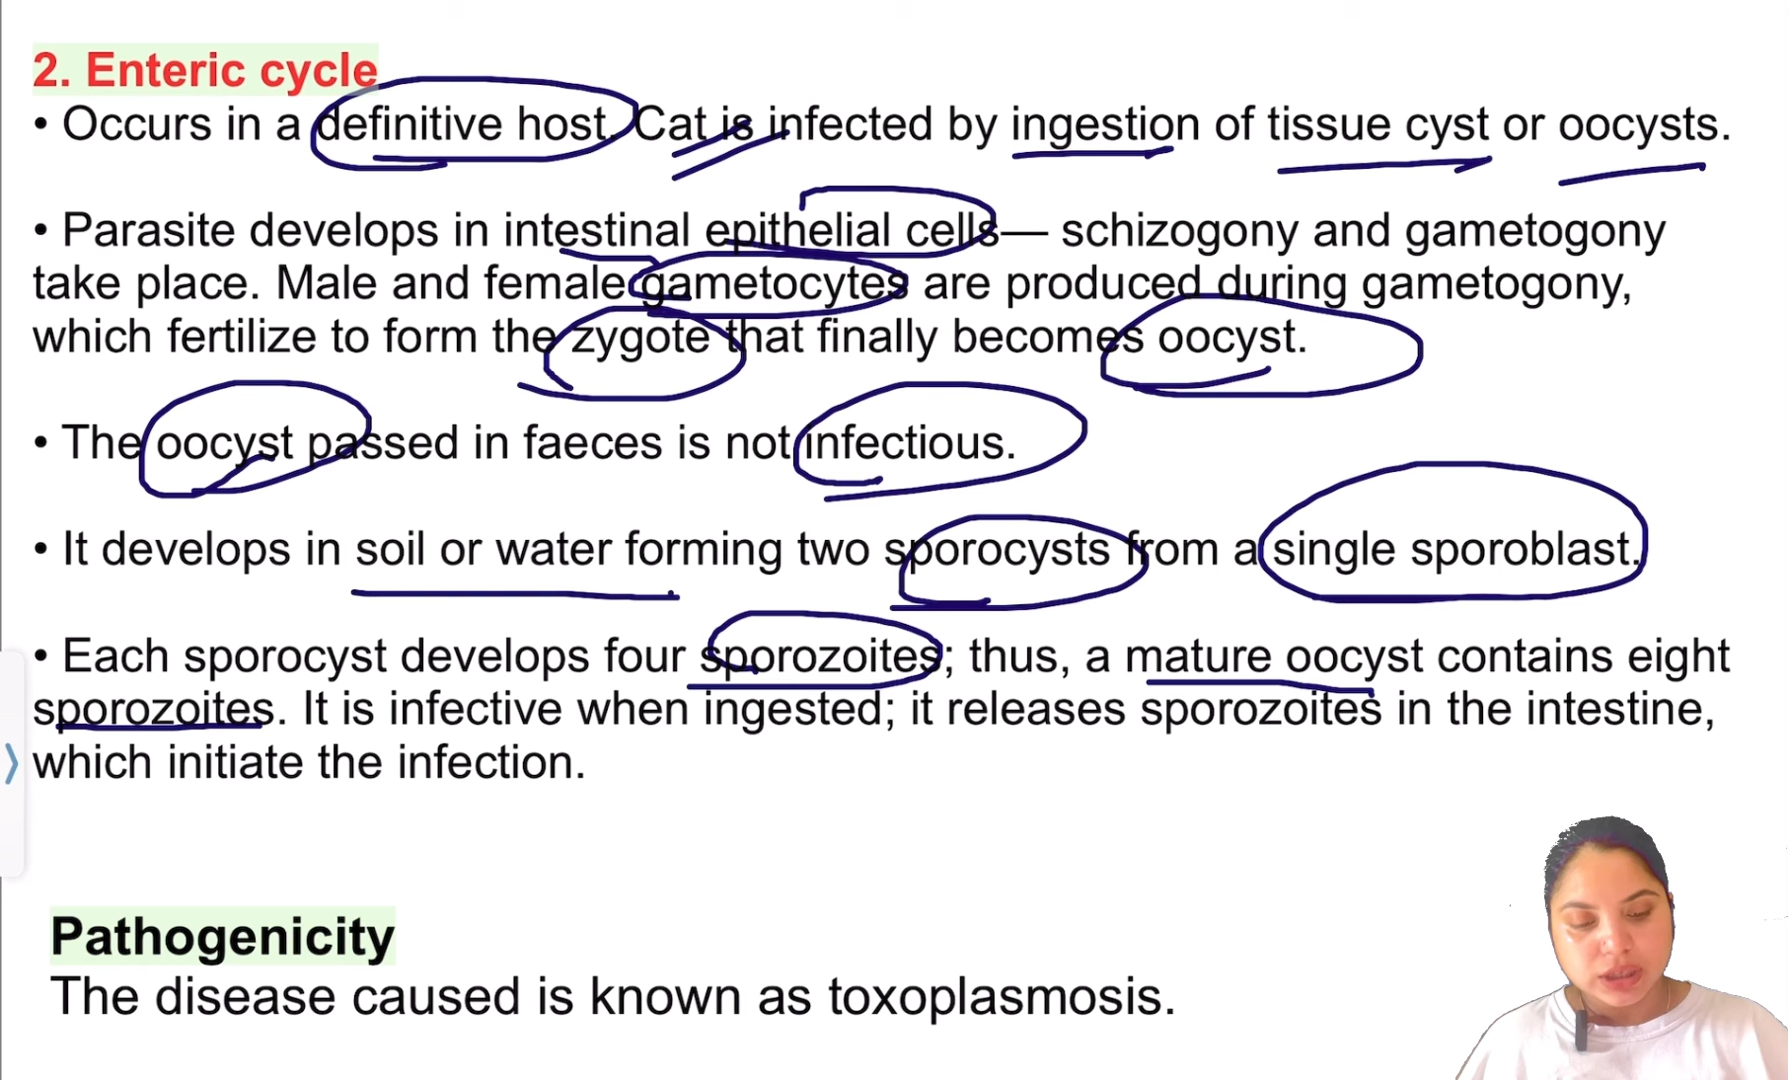 2. Enteric cycle
• Occurs in a definitive host. Cat is infected by ingestion of tissue cyst or oocysts.
• Parasite develops in intestinal epithelial cells— schizogony and gametogony
take place. Male and female gametocytes are produced during gametogony,
which fertilize to form the zygote that finally becomes oocyst.
• The oocyst passed in faeces is not infectious.
• It develops in soil or water forming two sporocysts from a single sporoblast.
• Each sporocyst develops four sporozoites; thus, a mature oocyst contains eight
sporozoites. It is infective when ingested; it releases sporozoites in the intestine,
which initiate the infection.
Pathogenicity
The disease caused is known as toxoplasmosis.